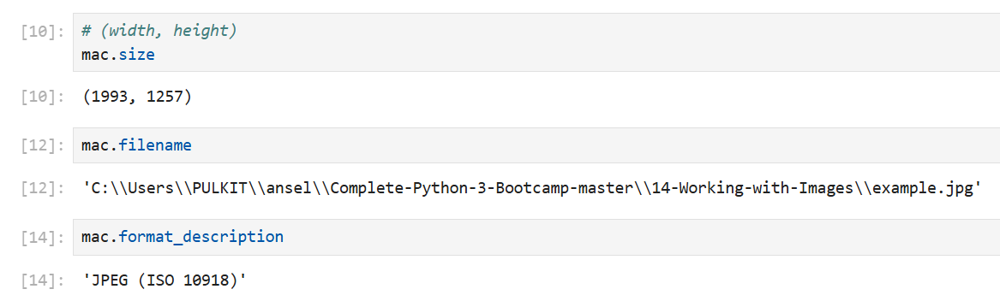 [10]: # (width, height)
mac.size
[10]: (1993, 1257)
[12]: mac.filename
[12]: 'C:\\Users\\PULKIT\\ansel\\Complete-Python-3-Bootcamp-master\\14-Working-with-Images\\example.jpg'
[14]: mac.format_description
[14]: 'JPEG (ISO 10918)'